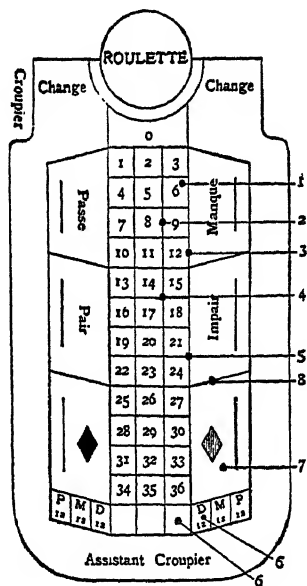 ROULETTE
Change Change
Croupier
0
1 2 3
4 5 6
7 8 9
10 11 12
13 14 15
16 17 18
19 20 21
22 23 24
25 26 27
28 29 30
31 32 33
34 35 36
Passe
Manque
Pair
Impair
P 12 M 12 D 12
D 12 M 12 P 12
Assistant Croupier
1
2
3
4
5
8
7
6
6